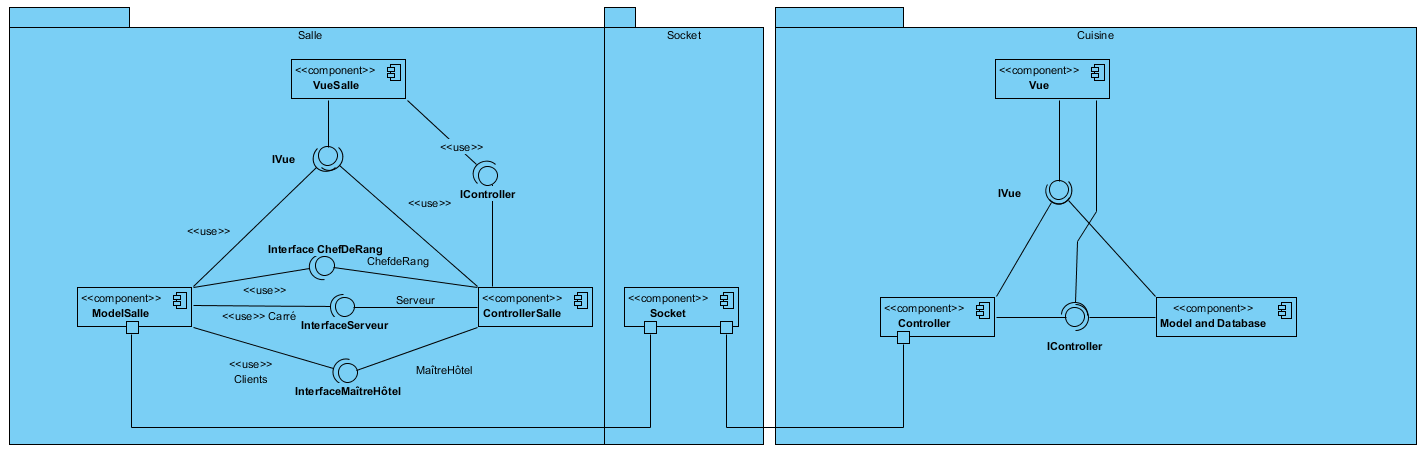 Salle
Socket
Cuisine
<<component>>
VueSalle
<<component>>
Vue
<<use>>
IVue
IController
IVue
<<use>>
<<use>>
Interface ChefDeRang
ChefdeRang
<<component>>
ModelSalle
<<use>>
<<use>> Carré
Serveur
InterfaceServeur
<<component>>
ControllerSalle
<<component>>
Socket
<<component>>
Controller
<<component>>
Model and Database
IController
<<use>>
Clients
MaîtreHôtel
InterfaceMaîtreHôtel